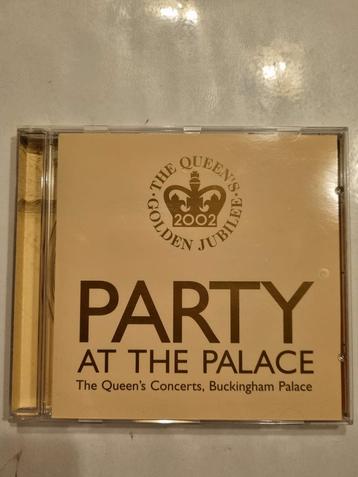 · THE QUEEN'S ·
GOLDEN JUBILEE
2002
PARTY
AT THE PALACE
The Queen's Concerts, Buckingham Palace